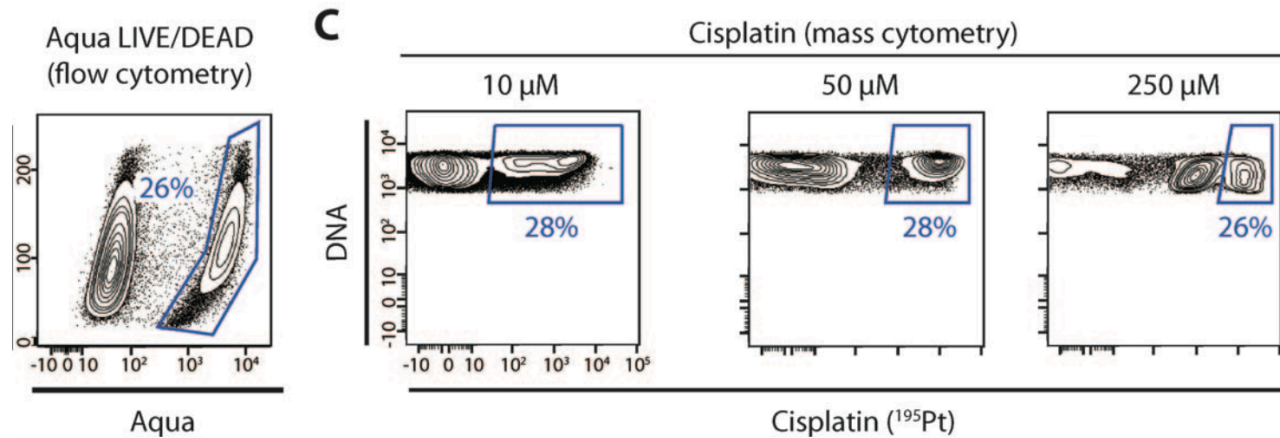 Aqua LIVE/DEAD
(flow cytometry)
200
100
0
26%
-10 0 10 10² 10³ 10⁴
Aqua
C
Cisplatin (mass cytometry)
10 µM
50 µM
250 µM
DNA
10⁴
10³
10²
10
0
-10
28%
28%
26%
-10 0 10 10² 10³ 10⁴ 10⁵
Cisplatin (¹⁹⁵Pt)